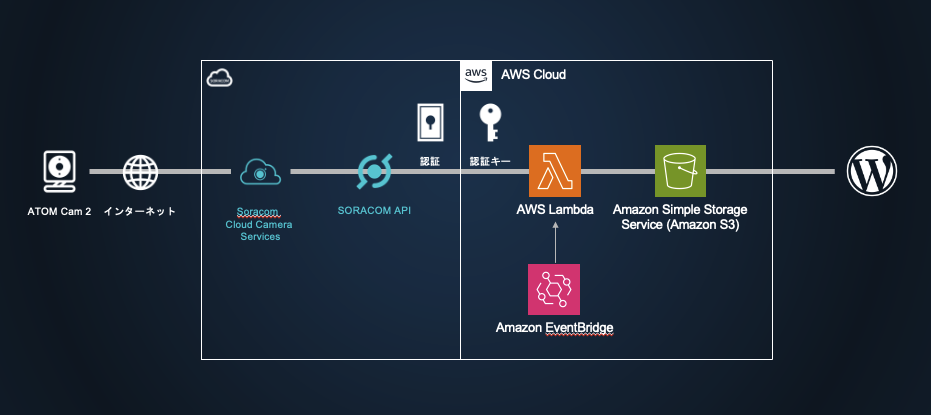 SORACOM
aws
AWS Cloud
認証
認証キー
ATOM Cam 2
インターネット
Soracom
Cloud Camera
Services
SORACOM API
AWS Lambda
Amazon Simple Storage
Service (Amazon S3)
Amazon EventBridge